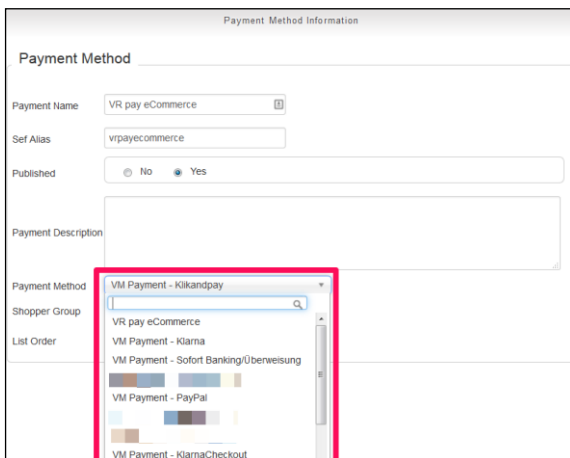 Payment Method Information
Payment Method
Payment Name VR pay eCommerce
Sef Alias vrpayecommerce
Published No Yes
Payment Description
Payment Method VM Payment - Klikandpay
Shopper Group
VR pay eCommerce
List Order
VM Payment - Klarna
VM Payment - Sofort Banking/Überweisung
VM Payment - PayPal
VM Payment - KlarnaCheckout